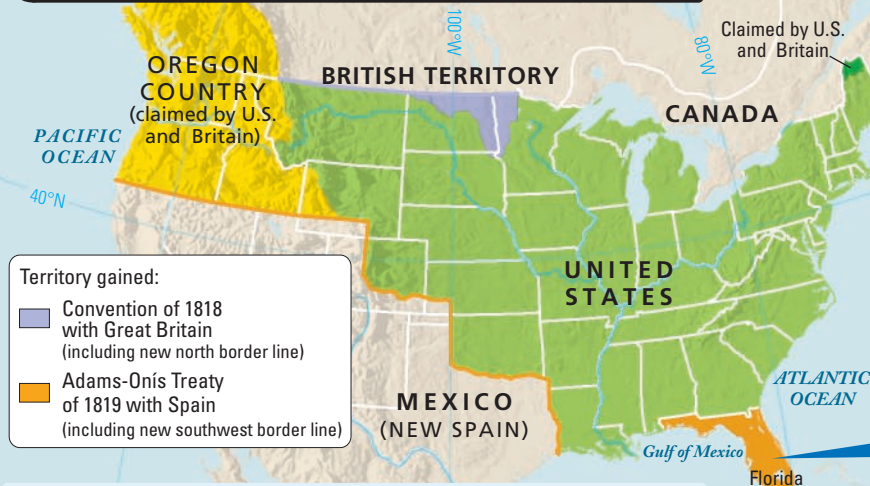 100°W
80°W
Claimed by U.S.
and Britain
OREGON
COUNTRY
(claimed by U.S.
and Britain)
BRITISH TERRITORY
CANADA
PACIFIC
OCEAN
40°N
Territory gained:
Convention of 1818
with Great Britain
(including new north border line)
Adams-Onís Treaty
of 1819 with Spain
(including new southwest border line)
UNITED
STATES
MEXICO
(NEW SPAIN)
ATLANTIC
OCEAN
Gulf of Mexico
Florida